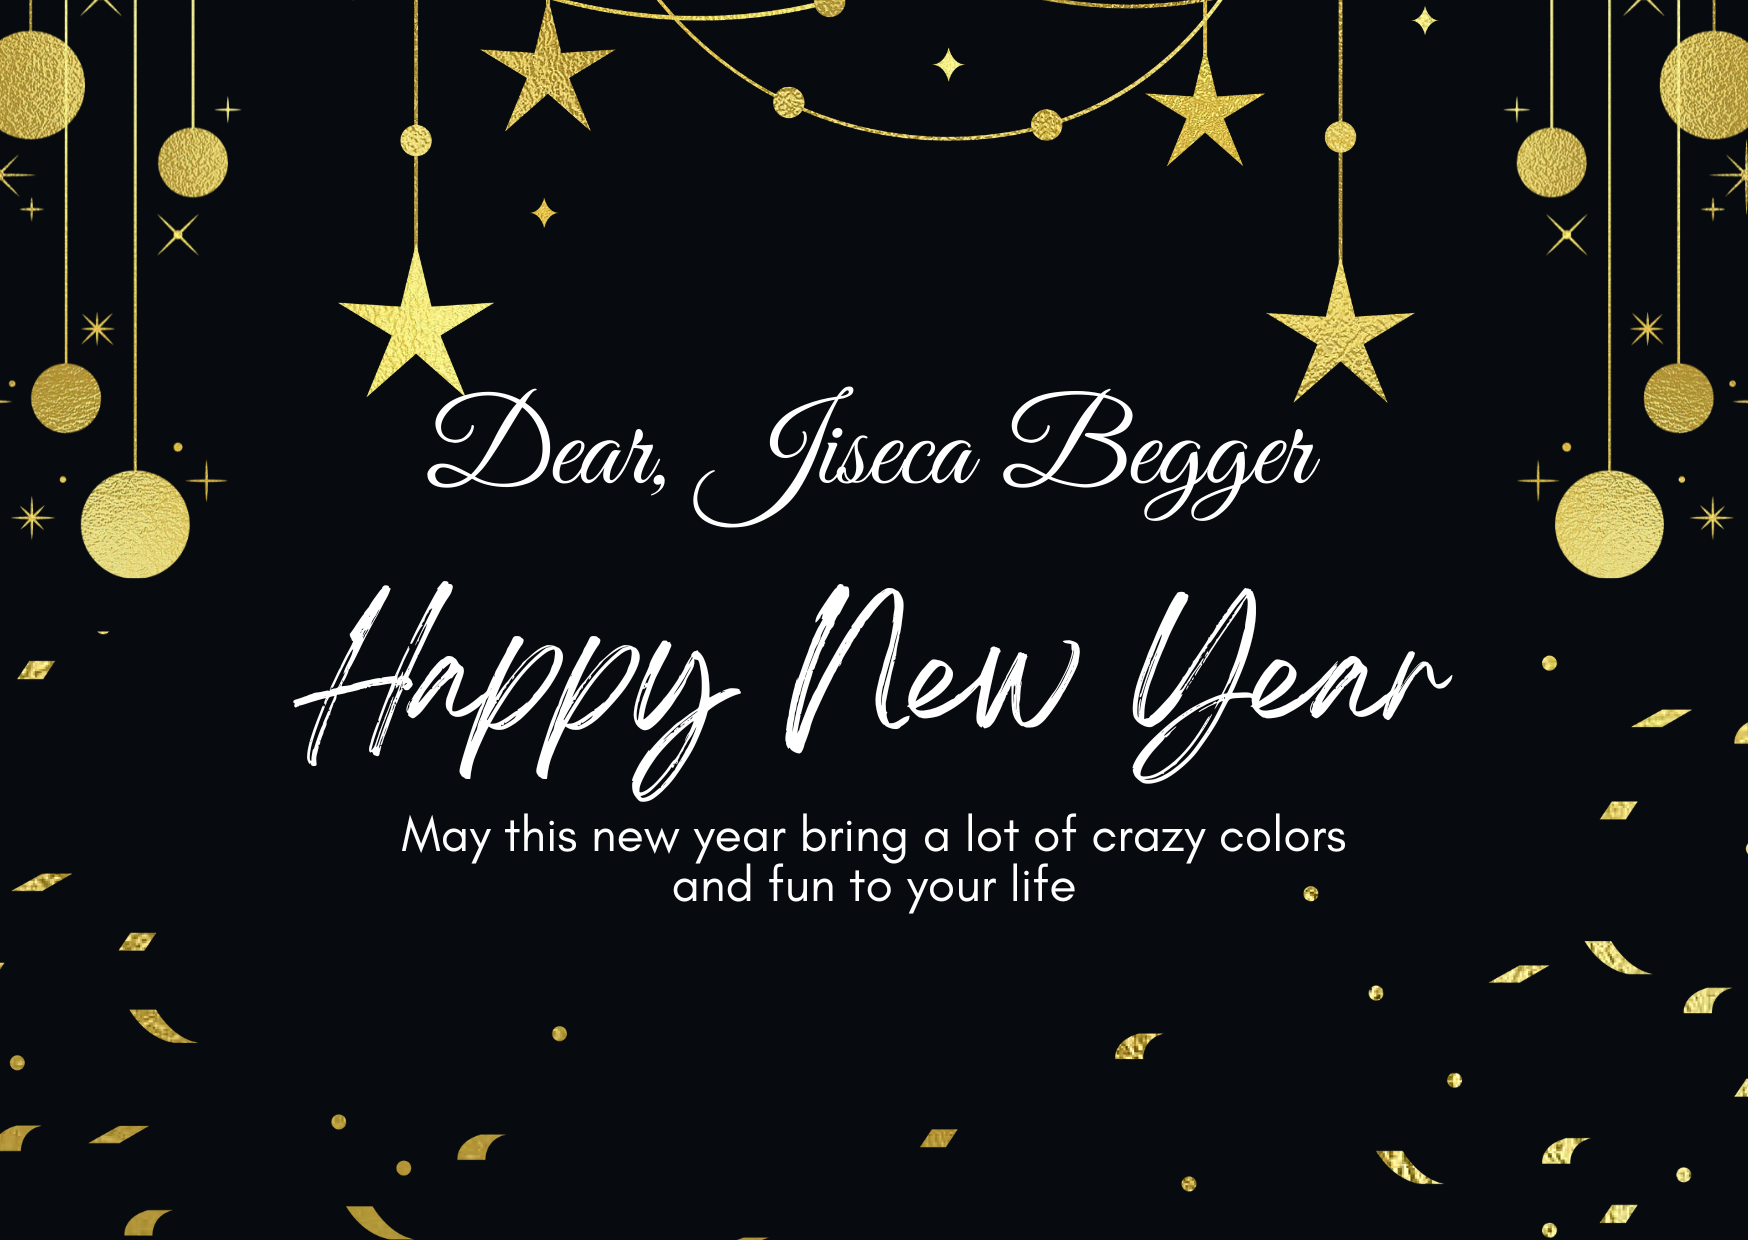 Dear, Jiseca Begger
Happy New Year
May this new year bring a lot of crazy colors
and fun to your life